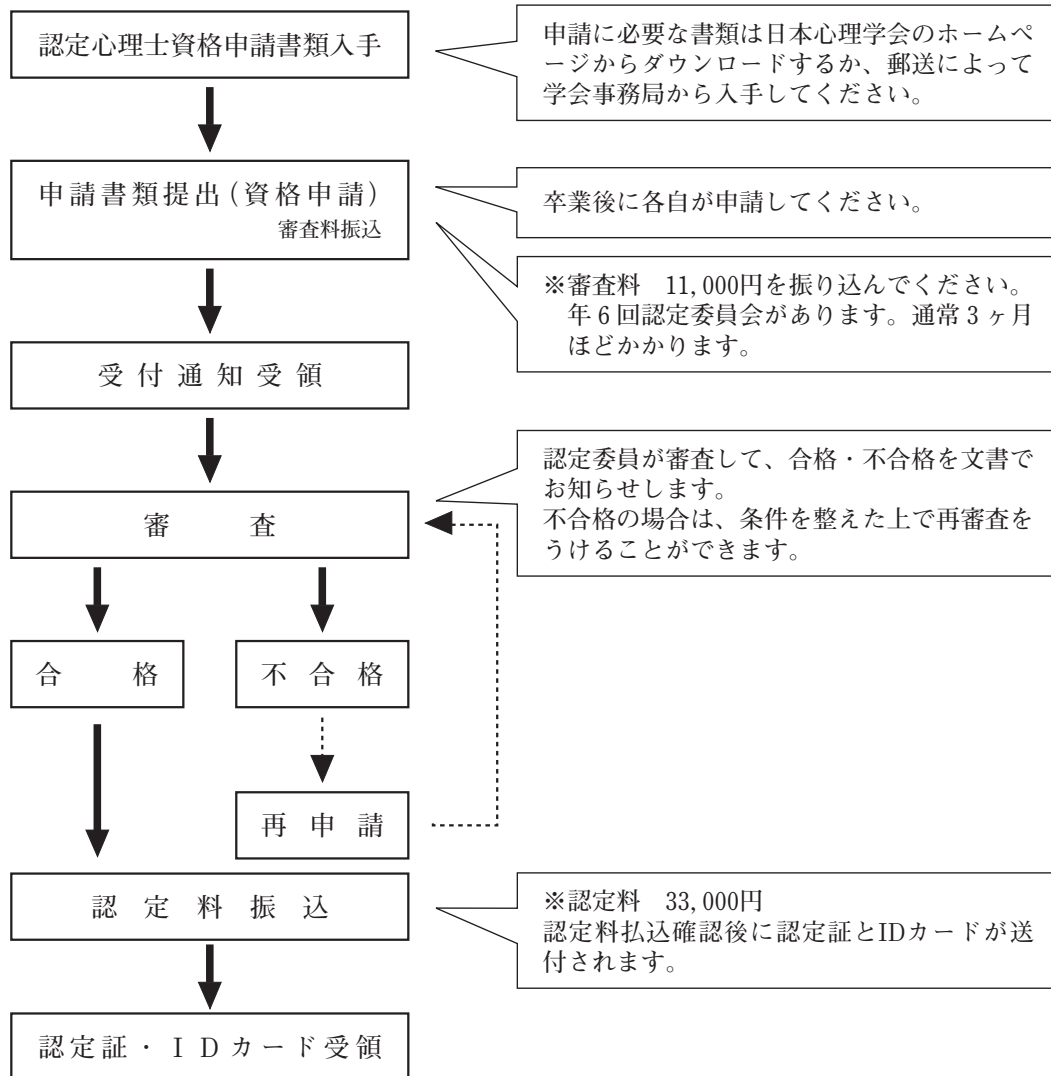 認定心理士資格申請書類入手
申請に必要な書類は日本心理学会のホームペ
ージからダウンロードするか、郵送によって
学会事務局から入手してください。
申請書類提出(資格申請)
審査料振込
卒業後に各自が申請してください。
※審査料 11,000円を振り込んでください。
年6回認定委員会があります。通常3ヶ月
ほどかかります。
受付通知受領
認定委員が審査して、合格・不合格を文書で
お知らせします。
不合格の場合は、条件を整えた上で再審査を
うけることができます。
審査
合格
不合格
再申請
認定料振込
※認定料 33,000円
認定料払込確認後に認定証とIDカードが送
付されます。
認定証・IDカード受領